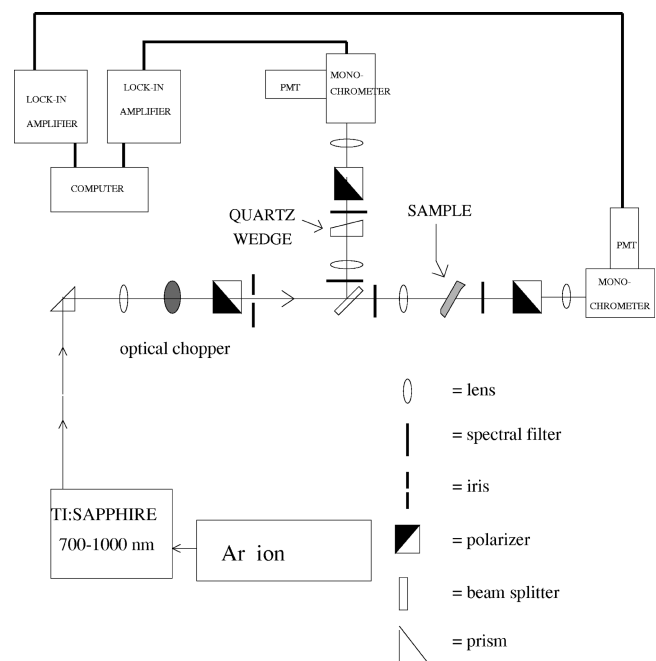 LOCK-IN
AMPLIFIER
LOCK-IN
AMPLIFIER
PMT
MONO-
CHROMETER
COMPUTER
QUARTZ
WEDGE
SAMPLE
PMT
MONO-
CHROMETER
optical chopper
= lens
= spectral filter
= iris
TI:SAPPHIRE
700-1000 nm
Ar ion
= polarizer
= beam splitter
= prism